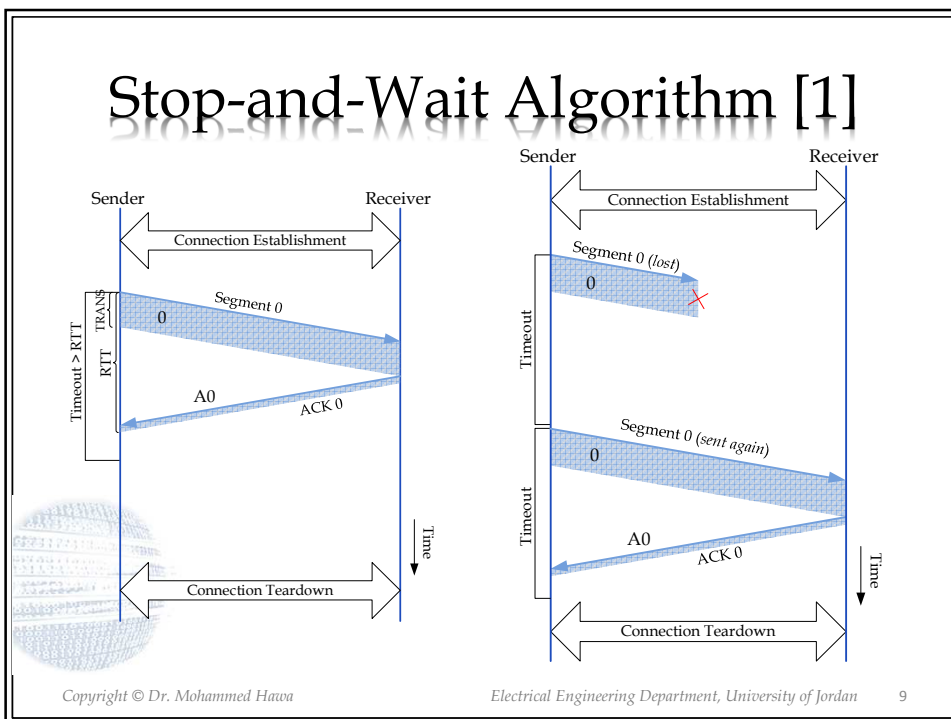 Stop-and-Wait Algorithm [1]
Sender
Receiver
Connection Establishment
Timeout > RTT
TRANS
RTT
0
Segment 0
A0
ACK 0
Time
Connection Teardown
Sender
Receiver
Connection Establishment
Timeout
Segment 0 (lost)
0
Timeout
Segment 0 (sent again)
0
A0
ACK 0
Time
Connection Teardown
Copyright © Dr. Mohammed Hawa
Electrical Engineering Department, University of Jordan
9